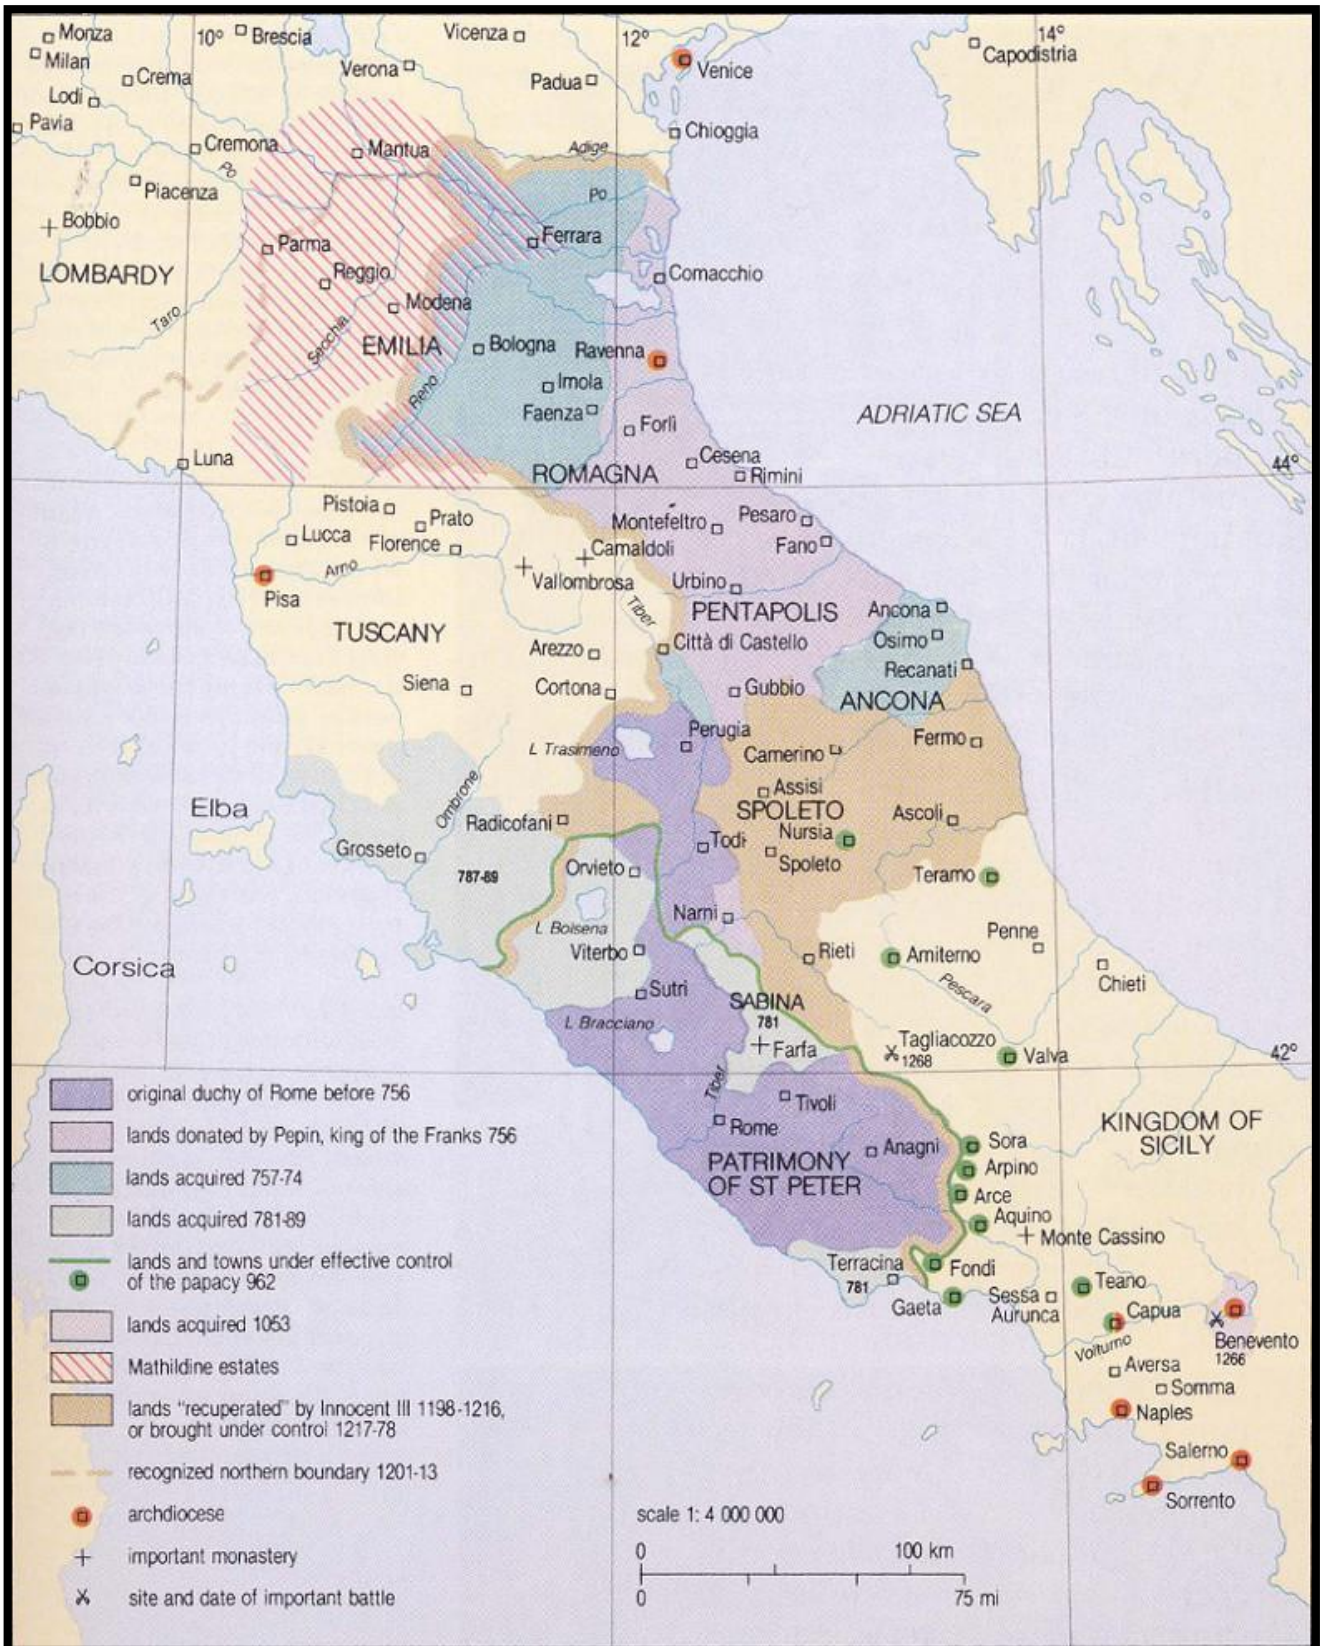 Monza
10°
Brescia
Vicenza
12°
14°
Milan
Crema
Verona
Padua
Venice
Capodistria
Lodi
Pavia
Chioggia
Cremona
Mantua
Adige
Po
Piacenza
Po
Bobbio
Parma
Ferrara
LOMBARDY
Reggio
Comacchio
Modena
Taro
Secchia
EMILIA
Bologna
Ravenna
Reno
Imola
Faenza
Forlì
ADRIATIC SEA
Luna
Cesena
ROMAGNA
Rimini
44°
Pistoia
Prato
Montefeltro
Pesaro
Lucca
Florence
Camaldoli
Fano
Arno
Vallombrosa
Urbino
Pisa
Tiber
PENTAPOLIS
Ancona
TUSCANY
Arezzo
Città di Castello
Osimo
Recanati
Siena
Cortona
Gubbio
ANCONA
L Trasimeno
Perugia
Camerino
Fermo
Ombrone
Assisi
Elba
Radicofani
SPOLETO
Ascoli
Grosseto
Todi
Nursia
787-89
Orvieto
Spoleto
Teramo
Narni
L Bolsena
Penne
Corsica
Viterbo
Rieti
Amiterno
Chieti
Sutri
SABINA
Pescara
L Bracciano
781
Farfa
Tagliacozzo
1268
Valva
42°
Tiber
Tivoli
Rome
KINGDOM OF
SICILY
Anagni
Sora
PATRIMONY
OF ST PETER
Arpino
Arce
Aquino
Monte Cassino
Terracina
781
Fondi
Teano
Gaeta
Sessa
Aurunca
Capua
Volturno
Benevento
1266
Aversa
Somma
Naples
Salerno
Sorrento
original duchy of Rome before 756
lands donated by Pepin, king of the Franks 756
lands acquired 757-74
lands acquired 781-89
lands and towns under effective control
of the papacy 962
lands acquired 1053
Mathildine estates
lands "recuperated" by Innocent III 1198-1216,
or brought under control 1217-78
recognized northern boundary 1201-13
archdiocese
important monastery
site and date of important battle
scale 1: 4 000 000
0
100 km
0
75 mi